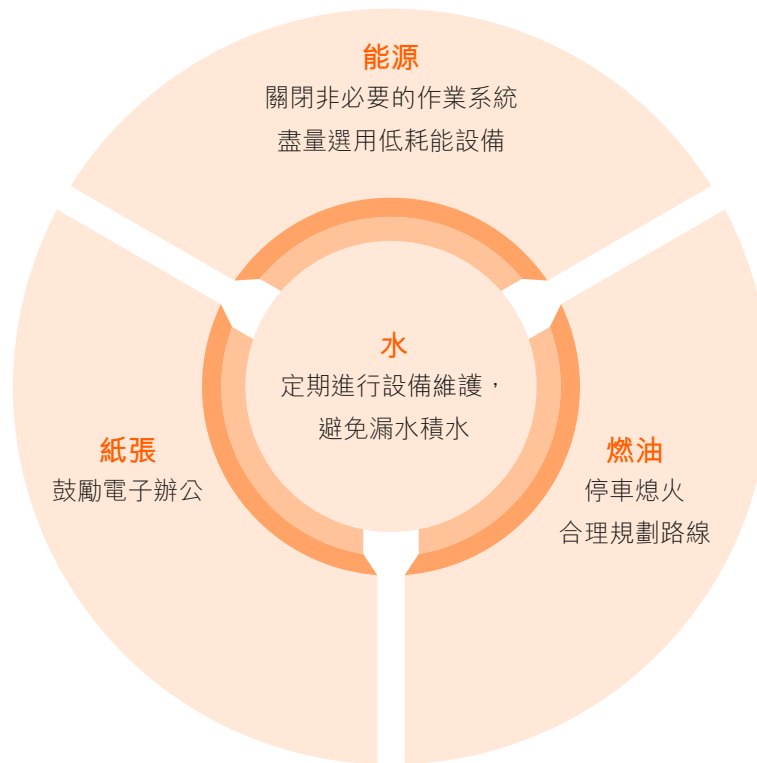 能源
關閉非必要的作業系統
盡量選用低耗能設備
水
定期進行設備維護，
避免漏水積水
紙張
鼓勵電子辦公
燃油
停車熄火
合理規劃路線